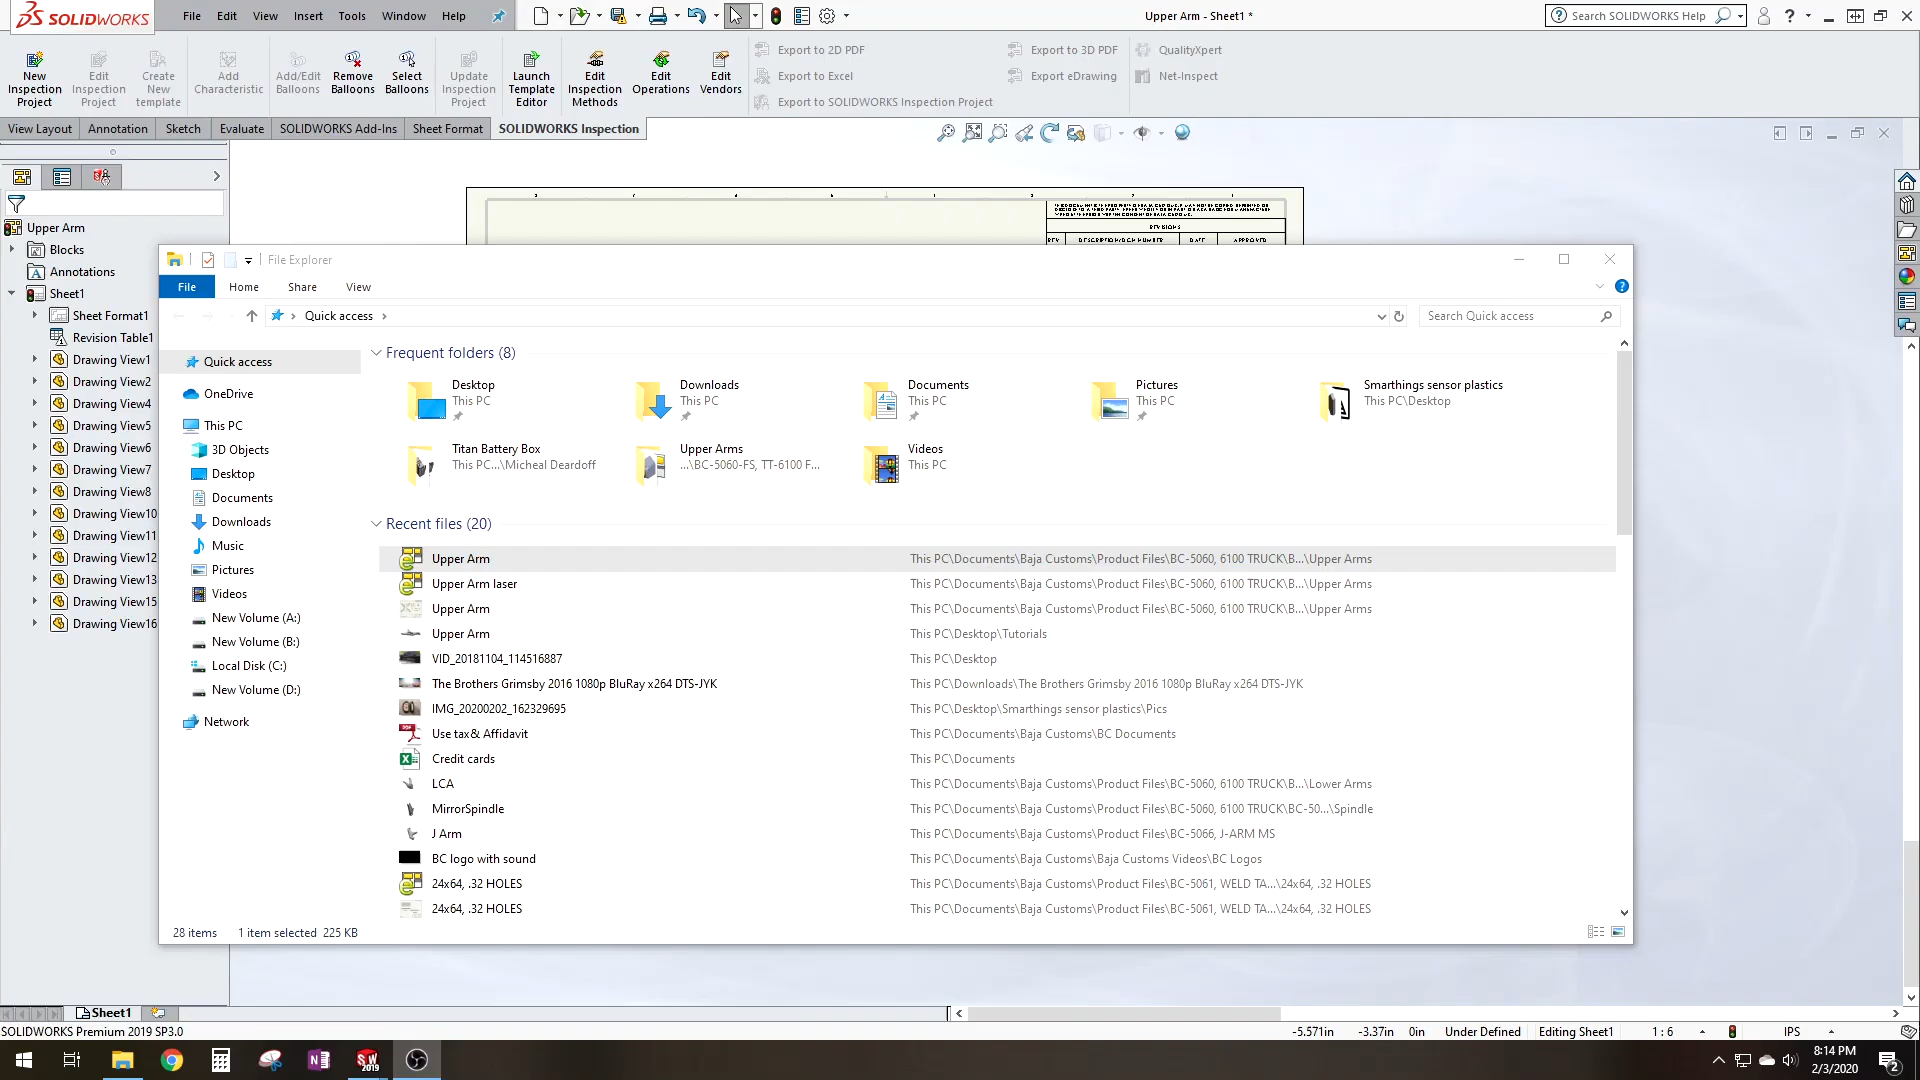 SOLIDWORKS File Edit View Insert Tools Window Help Upper Arm - Sheet1 * Search SOLIDWORKS Help ?
New Inspection Project
Edit Inspection Project
Create New template
Add Characteristic
Add/Edit Balloons
Remove Balloons
Select Balloons
Update Inspection Project
Launch Template Editor
Edit Inspection Methods
Edit Operations
Edit Vendors
Export to 2D PDF
Export to Excel
Export to SOLIDWORKS Inspection Project
Export to 3D PDF
Export eDrawing
QualityXpert
Net-Inspect
View Layout Annotation Sketch Evaluate SOLIDWORKS Add-Ins Sheet Format SOLIDWORKS Inspection
REVISIONS
REV DESCRIPTION/DCN NUMBER DATE APPROVED
Upper Arm
Blocks
Annotations
Sheet1
Sheet Format1
Revision Table1
Drawing View1
Drawing View2
Drawing View4
Drawing View5
Drawing View6
Drawing View7
Drawing View8
Drawing View10
Drawing View11
Drawing View12
Drawing View13
Drawing View15
Drawing View16
File Explorer
File Home Share View
Quick access
Search Quick access
Quick access
OneDrive
This PC
3D Objects
Desktop
Documents
Downloads
Music
Pictures
Videos
New Volume (A:)
New Volume (B:)
Local Disk (C:)
New Volume (D:)
Network
Frequent folders (8)
Desktop
This PC
Downloads
This PC
Documents
This PC
Pictures
This PC
Smarthings sensor plastics
This PC\Desktop
Titan Battery Box
This PC...\Micheal Deardoff
Upper Arms
...\BC-5060-FS, TT-6100 F...
Videos
This PC
Recent files (20)
Upper Arm This PC\Documents\Baja Customs\Product Files\BC-5060, 6100 TRUCK\B...\Upper Arms
Upper Arm laser This PC\Documents\Baja Customs\Product Files\BC-5060, 6100 TRUCK\B...\Upper Arms
Upper Arm This PC\Documents\Baja Customs\Product Files\BC-5060, 6100 TRUCK\B...\Upper Arms
Upper Arm This PC\Desktop\Tutorials
VID_20181104_114516887 This PC\Desktop
The Brothers Grimsby 2016 1080p BluRay x264 DTS-JYK This PC\Downloads\The Brothers Grimsby 2016 1080p BluRay x264 DTS-JYK
IMG_20200202_162329695 This PC\Desktop\Smarthings sensor plastics\Pics
Use tax& Affidavit This PC\Documents\Baja Customs\BC Documents
Credit cards This PC\Documents
LCA This PC\Documents\Baja Customs\Product Files\BC-5060, 6100 TRUCK\B...\Lower Arms
MirrorSpindle This PC\Documents\Baja Customs\Product Files\BC-5060, 6100 TRUCK\BC-50...\Spindle
J Arm This PC\Documents\Baja Customs\Product Files\BC-5066, J-ARM MS
BC logo with sound This PC\Documents\Baja Customs\Baja Customs Videos\BC Logos
24x64, .32 HOLES This PC\Documents\Baja Customs\Product Files\BC-5061, WELD TA...\24x64, .32 HOLES
24x64, .32 HOLES This PC\Documents\Baja Customs\Product Files\BC-5061, WELD TA...\24x64, .32 HOLES
28 items 1 item selected 225 KB
Sheet1
SOLIDWORKS Premium 2019 SP3.0 -5.571in -3.37in 0in Under Defined Editing Sheet1 1 : 6 IPS
SW 2019
8:14 PM
2/3/2020
2